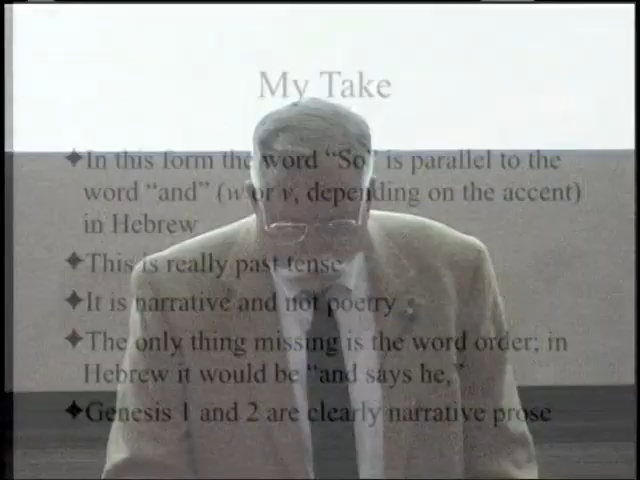 My Take
✦In this form the word “So” is parallel to the
word “and” (w or v, depending on the accent)
in Hebrew
✦This is really past tense
✦It is narrative and not poetry
✦The only thing missing is the word order; in
Hebrew it would be “and says he,”
✦Genesis 1 and 2 are clearly narrative prose